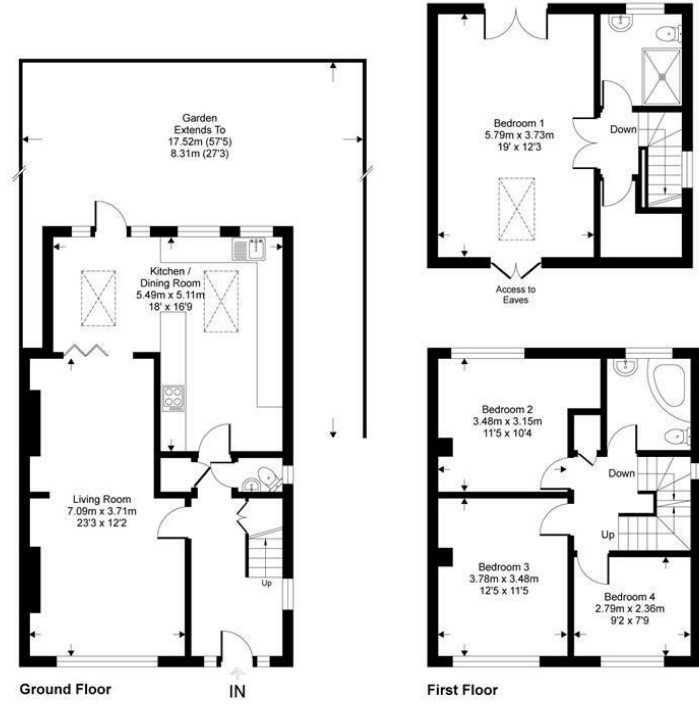 Garden
Extends To
17.52m (57'5)
8.31m (27'3)
Kitchen /
Dining Room
5.49m x 5.11m
18' x 16'9
Living Room
7.09m x 3.71m
23'3 x 12'2
Up
Ground Floor
IN
Bedroom 1
5.79m x 3.73m
19' x 12'3
Down
Access to
Eaves
Bedroom 2
3.48m x 3.15m
11'5 x 10'4
Down
Up
Bedroom 3
3.78m x 3.48m
12'5 x 11'5
Bedroom 4
2.79m x 2.36m
9'2 x 7'9
First Floor